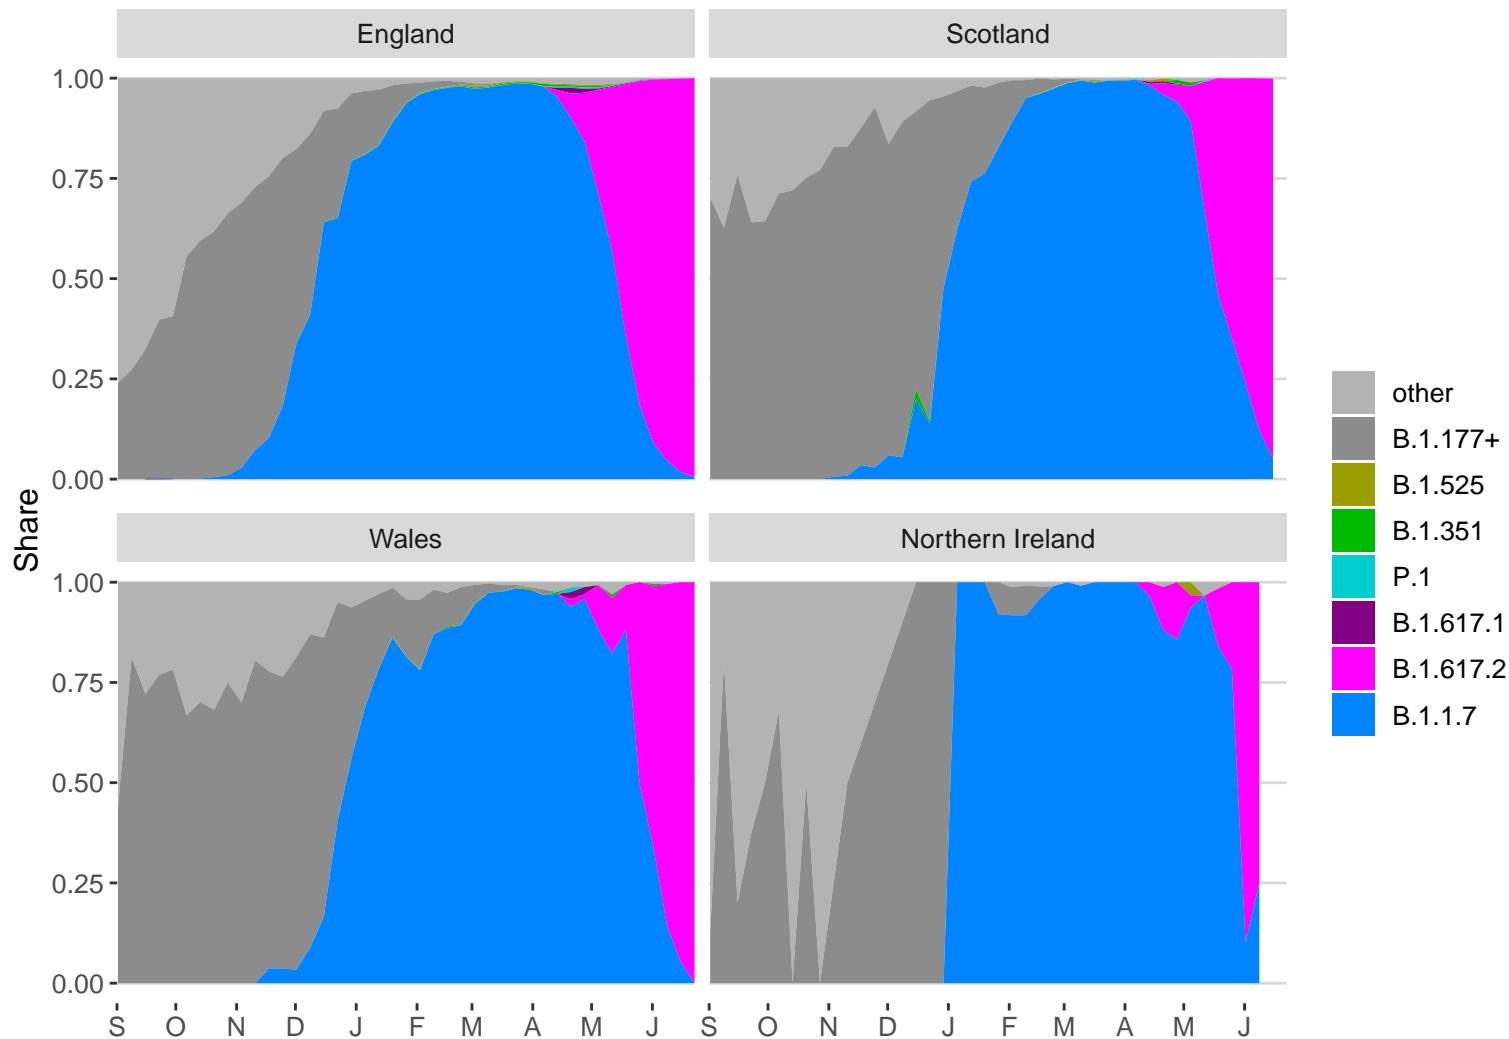 England
Scotland
1.00
0.75
0.50
0.25
0.00
Share
Wales
Northern Ireland
1.00
0.75
0.50
0.25
0.00
S O N D J F M A M J
S O N D J F M A M J
other
B.1.177+
B.1.525
B.1.351
P.1
B.1.617.1
B.1.617.2
B.1.1.7